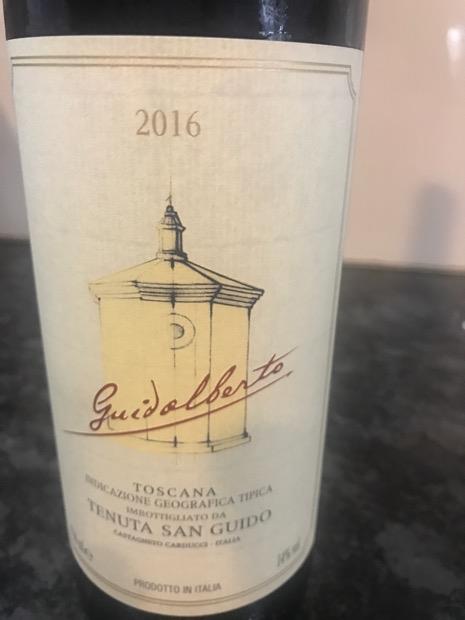 2016
Guidalberto
TOSCANA
INDICAZIONE GEOGRAFICA TIPICA
IMBOTTIGLIATO DA
TENUTA SAN GUIDO
CASTAGNETO CARDUCCI - ITALIA
PRODOTTO IN ITALIA